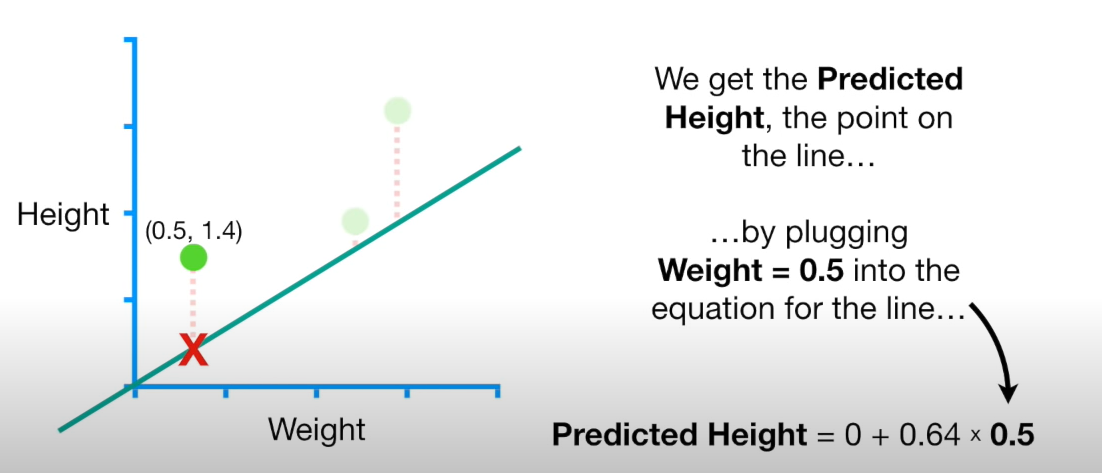 We get the Predicted
Height, the point on
the line…
Height
(0.5, 1.4)
…by plugging
Weight = 0.5 into the
equation for the line…
X
Weight
Predicted Height = 0 + 0.64 x 0.5